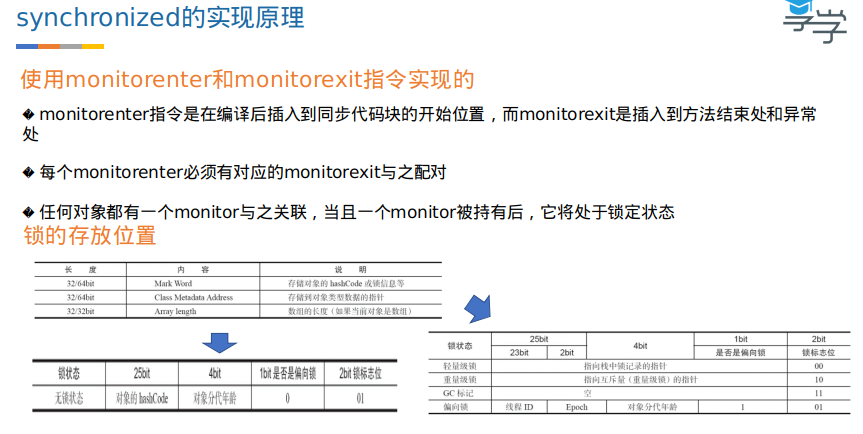 synchronized的实现原理
享学
使用monitorenter和monitorexit指令实现的
� monitorenter指令是在编译后插入到同步代码块的开始位置，而monitorexit是插入到方法结束处和异常
处
� 每个monitorenter必须有对应的monitorexit与之配对
� 任何对象都有一个monitor与之关联，当且一个monitor被持有后，它将处于锁定状态
锁的存放位置
长 度 内 容 说 明
32/64bit Mark Word 存储对象的 hashCode 或锁信息等
32/64bit Class Metadata Address 存储到对象类型数据的指针
32/32bit Array length 数组的长度（如果当前对象是数组）
锁状态 25bit 4bit 1bit 是否是偏向锁 2bit 锁标志位
无锁状态 对象的 hashCode 对象分代年龄 0 01
锁状态 25bit 4bit 1bit 2bit
23bit 2bit 是否是偏向锁 锁标志位
轻量级锁 指向栈中锁记录的指针 00
重量级锁 指向互斥量（重量级锁）的指针 10
GC 标记 空 11
偏向锁 线程 ID Epoch 对象分代年龄 1 01